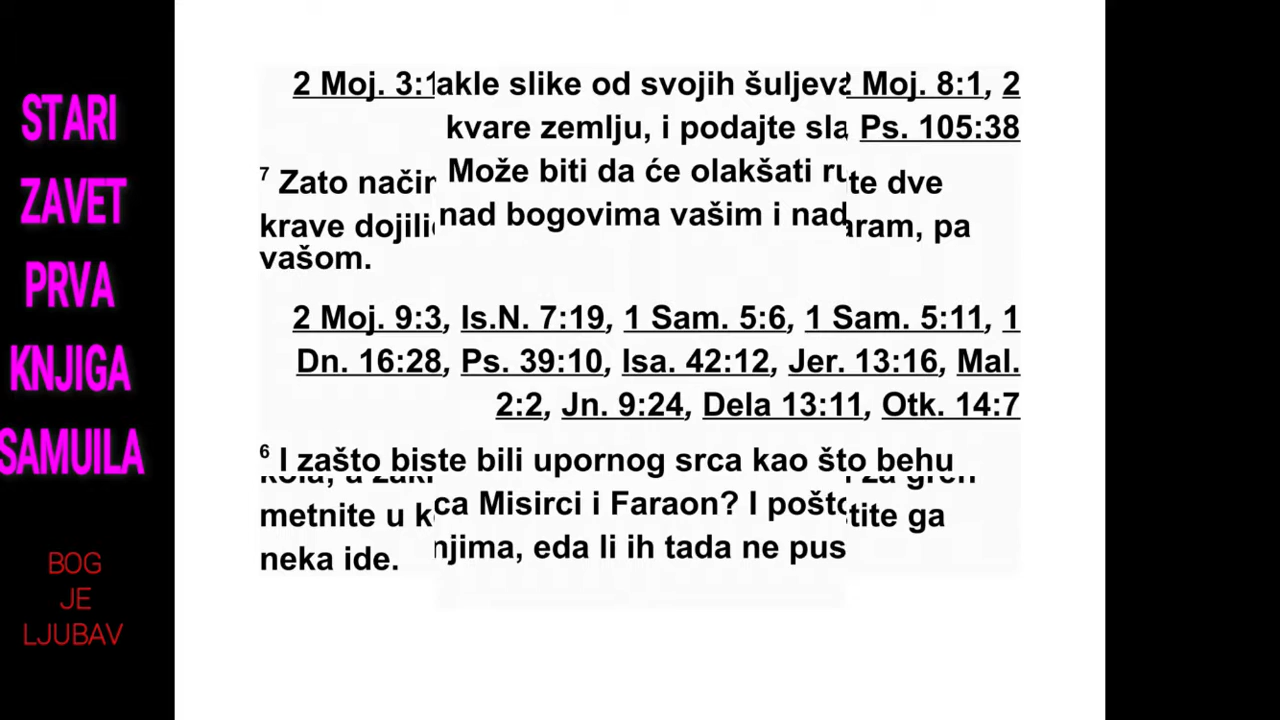 STARI
ZAVET
PRVA
KNJIGA
SAMUILA
BOG
JE
LJUBAV
2 Moj. 3:1akle slike od svojih šuljeva Moj. 8:1, 2
kvare zemlju, i podajte sla Ps. 105:38
7 Zato način Može biti da će olakšati ru te dve
krave dojili nad bogovima vašim i nad aram, pa
vašom.
2 Moj. 9:3, Is.N. 7:19, 1 Sam. 5:6, 1 Sam. 5:11, 1
Dn. 16:28, Ps. 39:10, Isa. 42:12, Jer. 13:16, Mal.
2:2, Jn. 9:24, Dela 13:11, Otk. 14:7
6 I zašto biste bili upornog srca kao što behu
metnite u k ca Misirci i Faraon? I pošto tite ga
neka ide. njima, eda li ih tada ne pus